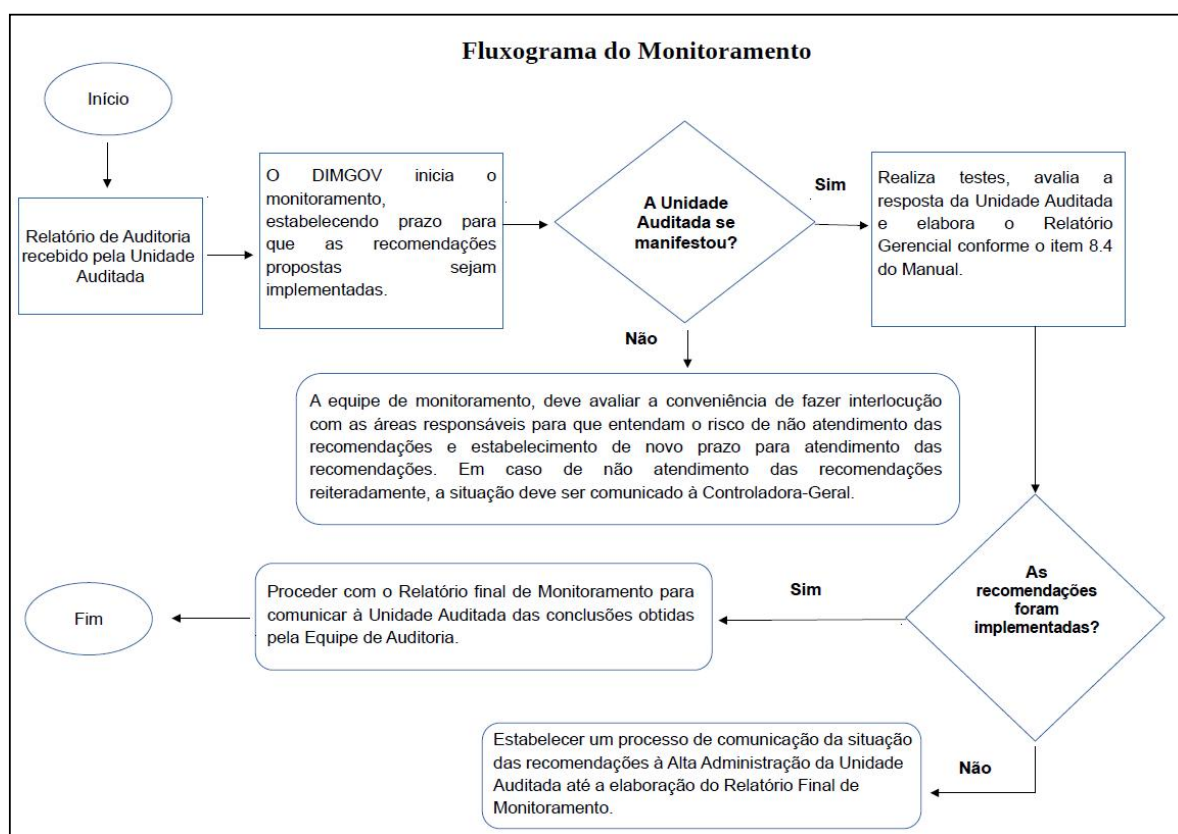 Fluxograma do Monitoramento
Início
Relatório de Auditoria
recebido pela Unidade
Auditada
O DIMGOV inicia o
monitoramento,
estabelecendo prazo para
que as recomendações
propostas sejam
implementadas.
A Unidade
Auditada se
manifestou?
Sim
Realiza testes, avalia a
resposta da Unidade Auditada
e elabora o Relatório
Gerencial conforme o item 8.4
do Manual.
Não
A equipe de monitoramento, deve avaliar a conveniência de fazer interlocução
com as áreas responsáveis para que entendam o risco de não atendimento das
recomendações e estabelecimento de novo prazo para atendimento das
recomendações. Em caso de não atendimento das recomendações
reiteradamente, a situação deve ser comunicado à Controladora-Geral.
As
recomendações
foram
implementadas?
Sim
Proceder com o Relatório final de Monitoramento para
comunicar à Unidade Auditada das conclusões obtidas
pela Equipe de Auditoria.
Fim
Não
Estabelecer um processo de comunicação da situação
das recomendações à Alta Administração da Unidade
Auditada até a elaboração do Relatório Final de
Monitoramento.